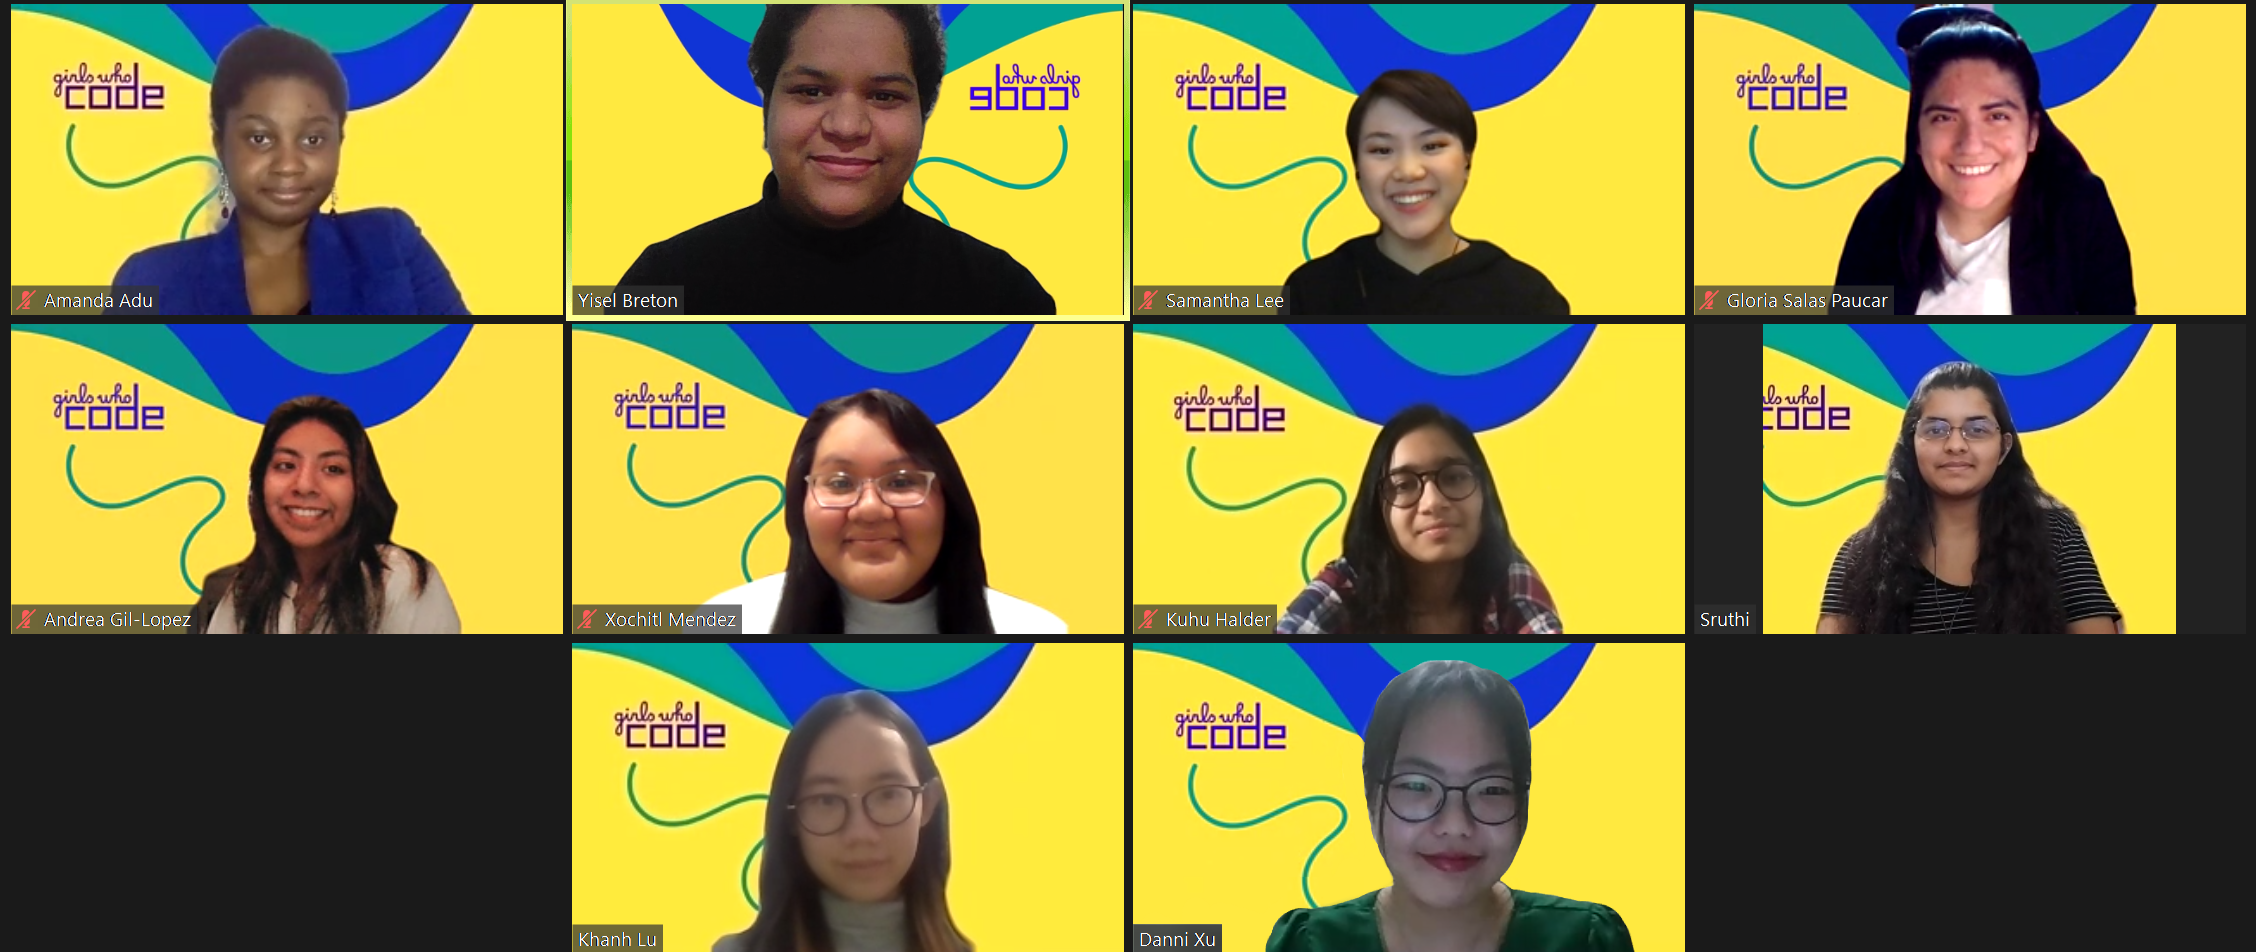 girls who
code
Amanda Adu
girls who
code
Yisel Breton
girls who
code
Samantha Lee
girls who
code
Gloria Salas Paucar
girls who
code
Andrea Gil-Lopez
girls who
code
Xochitl Mendez
girls who
code
Kuhu Halder
ls who
code
Sruthi
girls who
code
Khanh Lu
girls who
code
Danni Xu